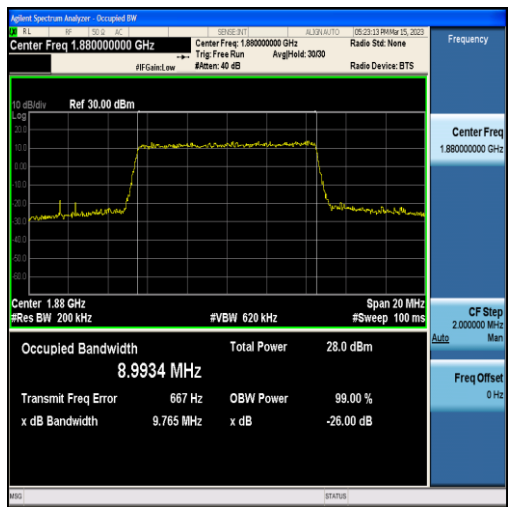 Agilent Spectrum Analyzer - Occupied BW
RL RF 50 Ω AC SENSE:INT ALIGN AUTO 05:23:13 PM Mar 15, 2023
Center Freq 1.880000000 GHz
Center Freq: 1.880000000 GHz Radio Std: None
Trig: Free Run Avg|Hold: 30/30
#IFGain:Low #Atten: 40 dB Radio Device: BTS
Frequency
10 dB/div Ref 30.00 dBm
Log
20.0
10.0
0.00
-10.0
-20.0
-30.0
-40.0
-50.0
-60.0
Center Freq
1.880000000 GHz
Center 1.88 GHz Span 20 MHz
#Res BW 200 kHz #VBW 620 kHz #Sweep 100 ms
CF Step
2.000000 MHz
Auto Man
Occupied Bandwidth Total Power 28.0 dBm
8.9934 MHz
Transmit Freq Error 667 Hz OBW Power 99.00 %
x dB Bandwidth 9.765 MHz x dB -26.00 dB
Freq Offset
0 Hz
MSG STATUS